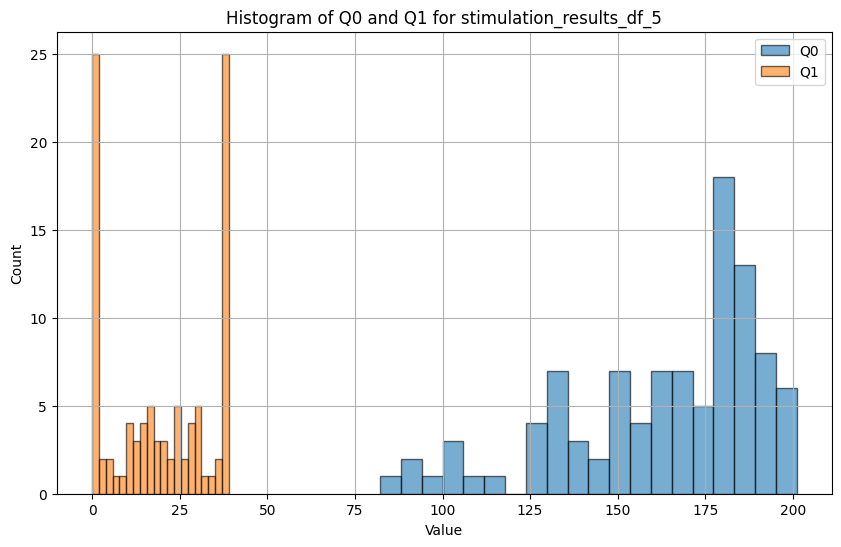 Histogram of Q0 and Q1 for stimulation_results_df_5
Q0
Q1
Count
25
20
15
10
5
0
0 25 50 75 100 125 150 175 200
Value